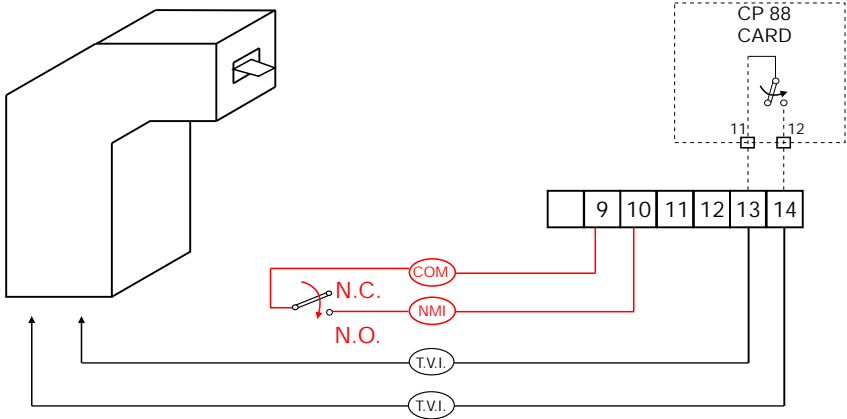 CP 88
CARD
11 12
9 10 11 12 13 14
COM
N.C.
NMI
N.O.
T.V.I.
T.V.I.